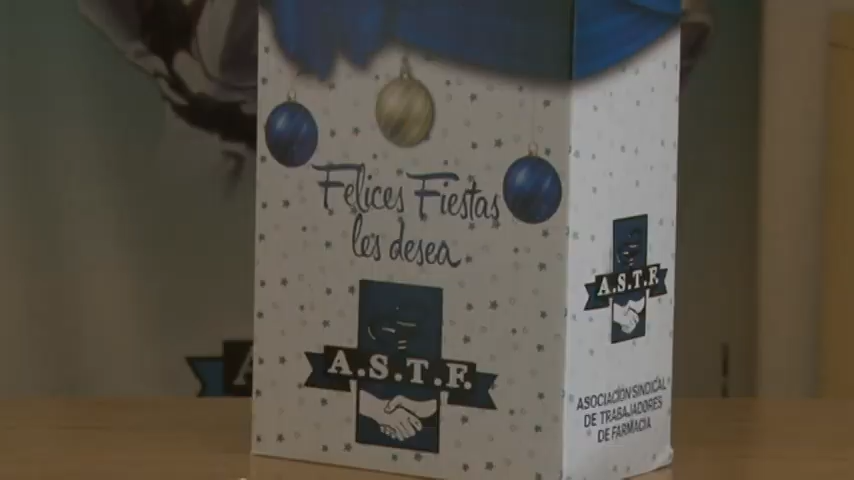 Felices Fiestas
les desea
A.S.T.F.
A.S.T.F.
ASOCIACIÓN SINDICAL
DE TRABAJADORES
DE FARMACIA
A